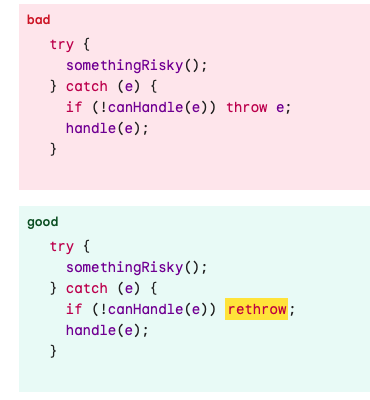 bad
try {
  somethingRisky();
} catch (e) {
  if (!canHandle(e)) throw e;
  handle(e);
}
good
try {
  somethingRisky();
} catch (e) {
  if (!canHandle(e)) rethrow;
  handle(e);
}